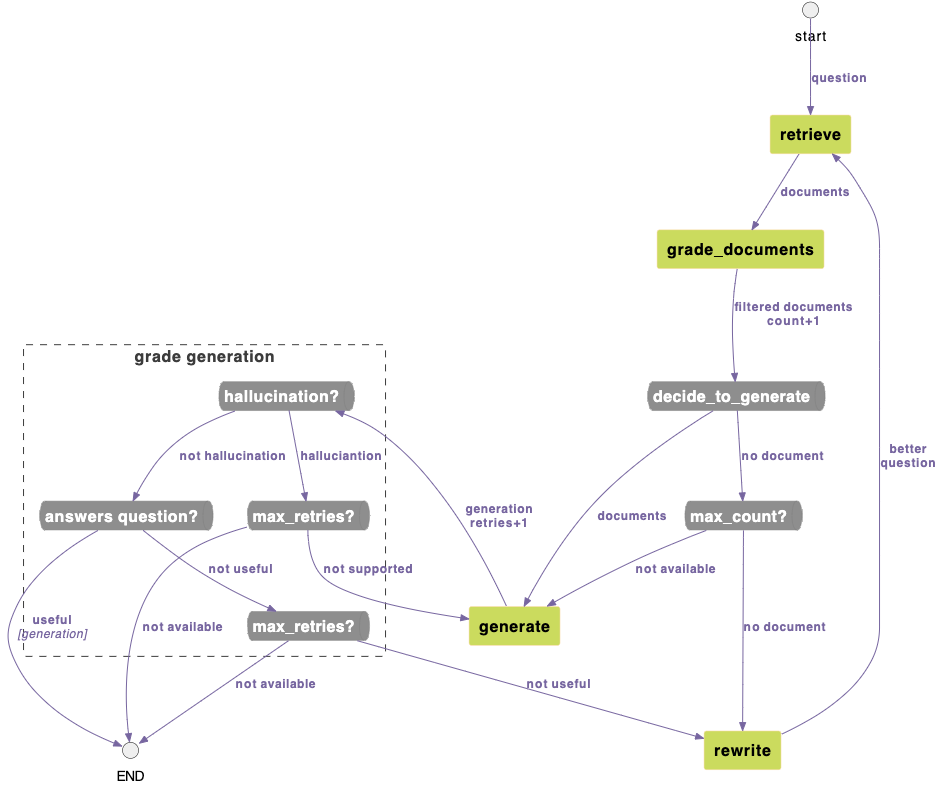 start
question
retrieve
documents
grade_documents
filtered documents
count+1
grade generation
hallucination?
decide_to_generate
not hallucination
halluciantion
no document
better
question
answers question?
max_retries?
generation
retries+1
documents
max_count?
not useful
not supported
not available
useful
[generation]
not available
max_retries?
generate
no document
not available
not useful
rewrite
END